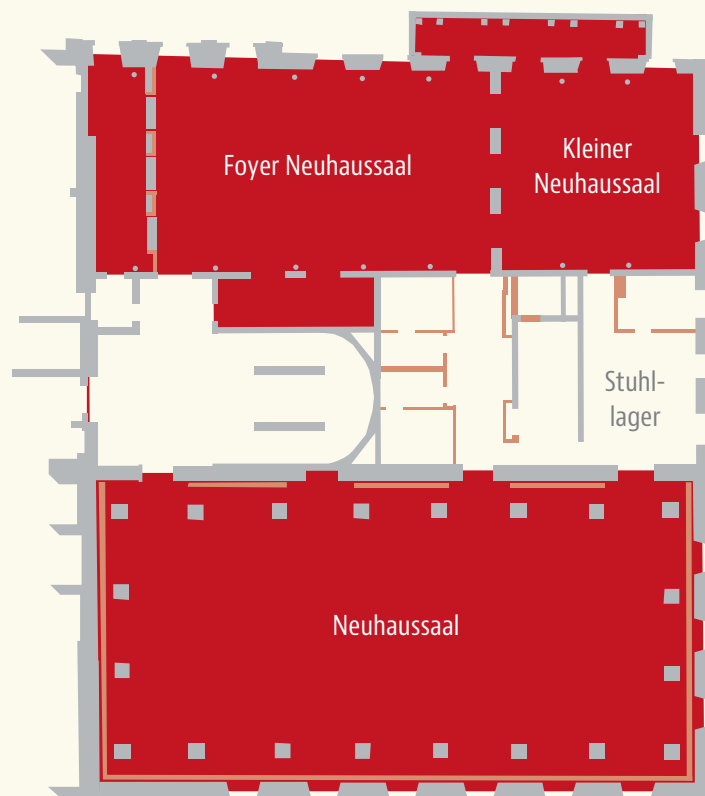 Foyer Neuhaussaal
Kleiner
Neuhaussaal
Stuhl-
lager
Neuhaussaal